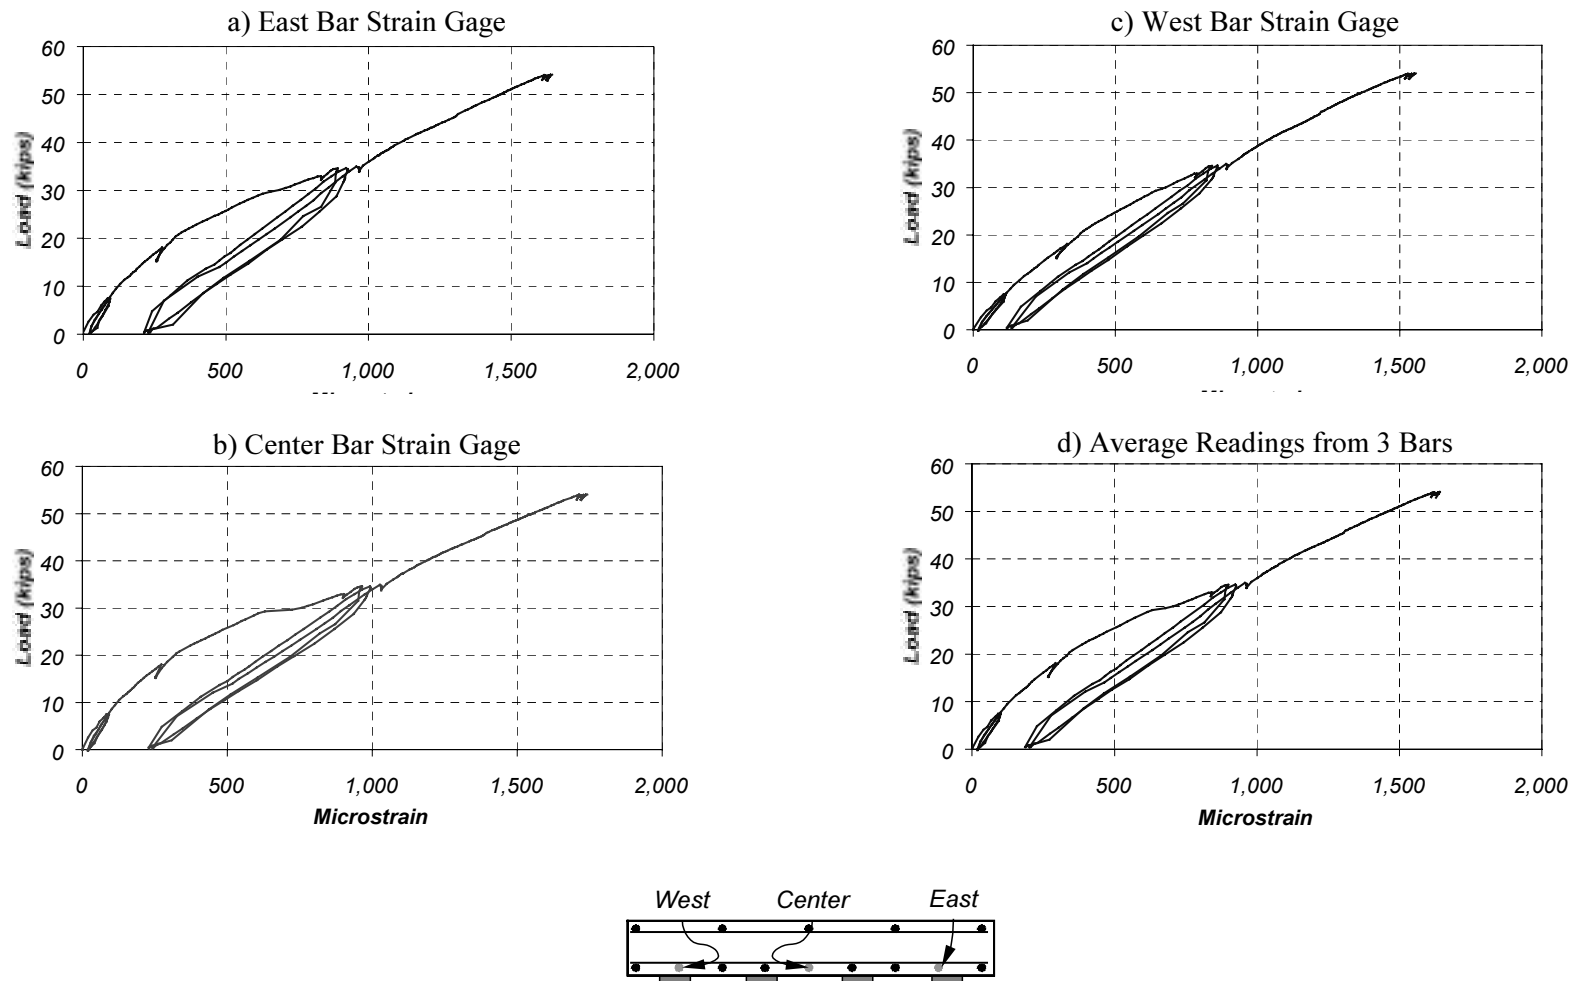 a) East Bar Strain Gage
60
50
40
30
20
10
0
Load (kips)
0 500 1,000 1,500 2,000
c) West Bar Strain Gage
60
50
40
30
20
10
0
Load (kips)
0 500 1,000 1,500 2,000
b) Center Bar Strain Gage
60
50
40
30
20
10
0
Load (kips)
0 500 1,000 1,500 2,000
Microstrain
d) Average Readings from 3 Bars
60
50
40
30
20
10
0
Load (kips)
0 500 1,000 1,500 2,000
Microstrain
West Center East